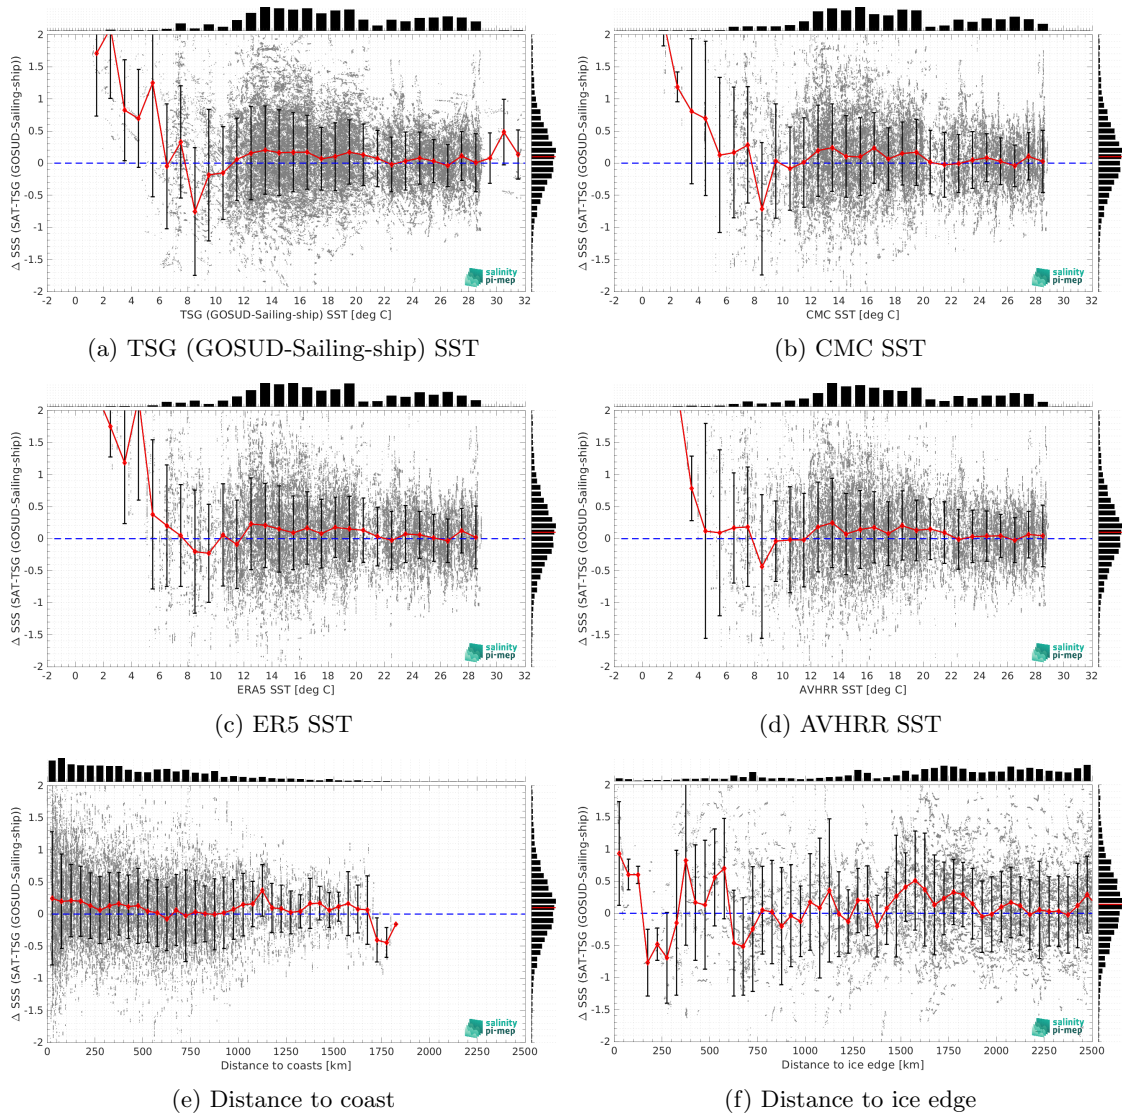 Δ SSS (SAT-TSG (GOSUD-Sailing-ship))
2
1.5
1
0.5
0
-0.5
-1
-1.5
-2
-2 0 2 4 6 8 10 12 14 16 18 20 22 24 26 28 30 32
TSG (GOSUD-Sailing-ship) SST [deg C]
salinity
pi-mep
(a) TSG (GOSUD-Sailing-ship) SST
Δ SSS (SAT-TSG (GOSUD-Sailing-ship))
2
1.5
1
0.5
0
-0.5
-1
-1.5
-2
-2 0 2 4 6 8 10 12 14 16 18 20 22 24 26 28 30 32
CMC SST [deg C]
salinity
pi-mep
(b) CMC SST
Δ SSS (SAT-TSG (GOSUD-Sailing-ship))
2
1.5
1
0.5
0
-0.5
-1
-1.5
-2
-2 0 2 4 6 8 10 12 14 16 18 20 22 24 26 28 30 32
ERA5 SST [deg C]
salinity
pi-mep
(c) ER5 SST
Δ SSS (SAT-TSG (GOSUD-Sailing-ship))
2
1.5
1
0.5
0
-0.5
-1
-1.5
-2
-2 0 2 4 6 8 10 12 14 16 18 20 22 24 26 28 30 32
AVHRR SST [deg C]
salinity
pi-mep
(d) AVHRR SST
Δ SSS (SAT-TSG (GOSUD-Sailing-ship))
2
1.5
1
0.5
0
-0.5
-1
-1.5
-2
0 250 500 750 1000 1250 1500 1750 2000 2250 2500
Distance to coasts [km]
salinity
pi-mep
(e) Distance to coast
Δ SSS (SAT-TSG (GOSUD-Sailing-ship))
2
1.5
1
0.5
0
-0.5
-1
-1.5
-2
0 250 500 750 1000 1250 1500 1750 2000 2250 2500
Distance to ice edge [km]
salinity
pi-mep
(f) Distance to ice edge